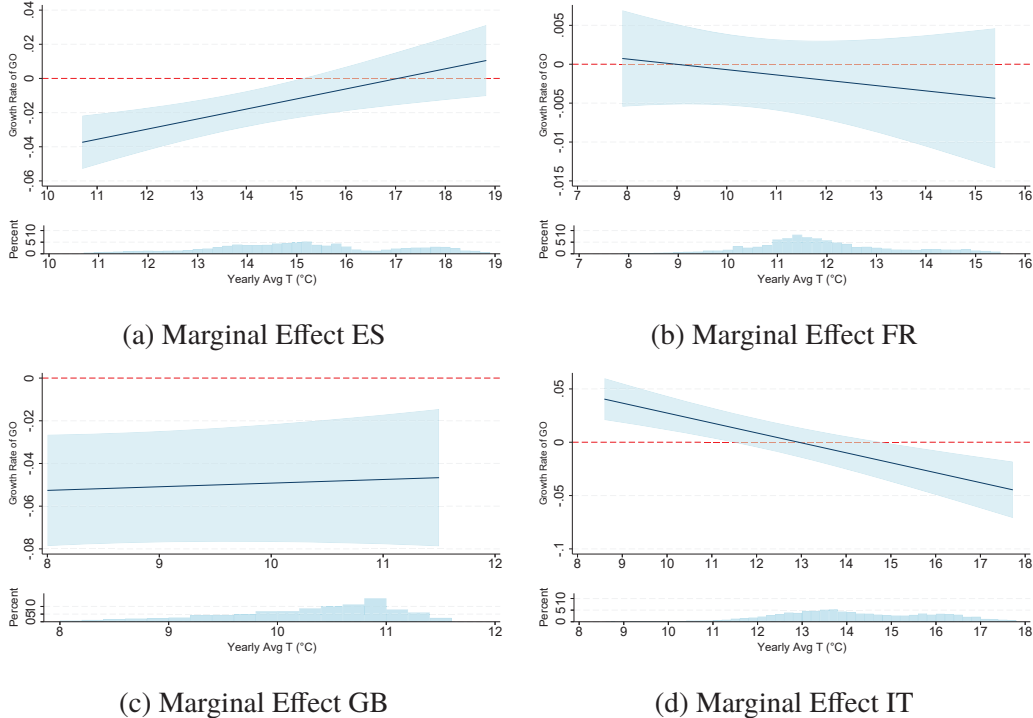 .04
.02
0
-.02
-.04
-.06
Growth Rate of GO
10 11 12 13 14 15 16 17 18 19
Percent
0 5 10
10 11 12 13 14 15 16 17 18 19
Yearly Avg T (°C)
(a) Marginal Effect ES
.005
0
-.005
-.01
-.015
Growth Rate of GO
7 8 9 10 11 12 13 14 15 16
Percent
0 5 10
7 8 9 10 11 12 13 14 15 16
Yearly Avg T (°C)
(b) Marginal Effect FR
0
-.02
-.04
-.06
-.08
Growth Rate of GO
8 9 10 11 12
Percent
0 5 10
8 9 10 11 12
Yearly Avg T (°C)
(c) Marginal Effect GB
.05
0
-.05
-.1
Growth Rate of GO
8 9 10 11 12 13 14 15 16 17 18
Percent
0 5 10
8 9 10 11 12 13 14 15 16 17 18
Yearly Avg T (°C)
(d) Marginal Effect IT